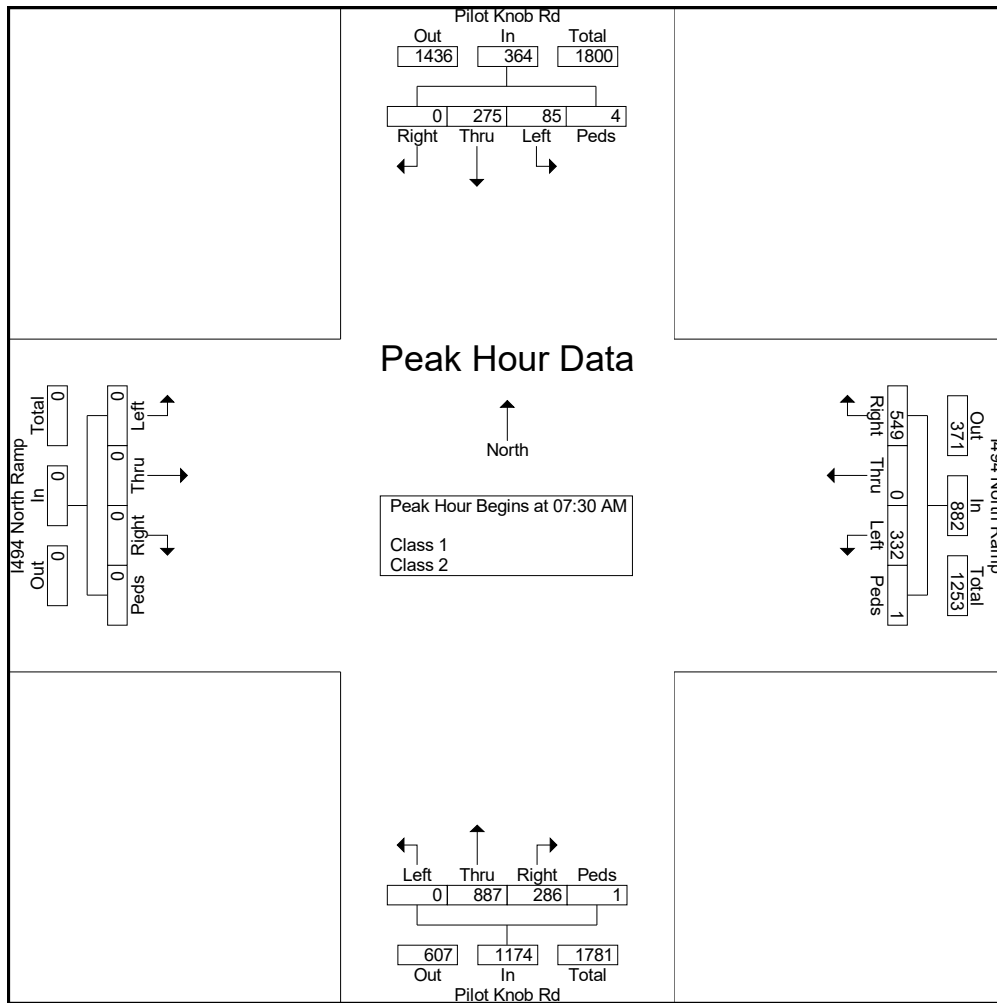 Pilot Knob Rd
Out In Total
1436 364 1800
0 275 85 4
Right Thru Left Peds
Peak Hour Data
North
Peak Hour Begins at 07:30 AM
Class 1
Class 2
I494 North Ramp
Total In Out
0 0 0
0 0 0 0
Left Thru Right Peds
Right Thru Left Peds
549 0 332 1
371 882 1253
Out In Total
I494 North Ramp
Left Thru Right Peds
0 887 286 1
607 1174 1781
Out In Total
Pilot Knob Rd